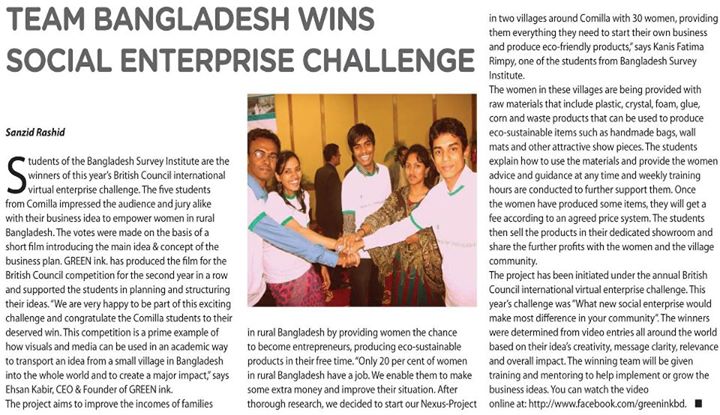 TEAM BANGLADESH WINS
SOCIAL ENTERPRISE CHALLENGE
Sanzid Rashid
Students of the Bangladesh Survey Institute are the
winners of this year's British Council international
virtual enterprise challenge. The five students
from Comilla impressed the audience and jury alike
with their business idea to empower women in rural
Bangladesh. The votes were made on the basis of a
short film introducing the main idea & concept of the
business plan. GREEN ink. has produced the film for the
British Council competition for the second year in a row
and supported the students in planning and structuring
their ideas. "We are very happy to be part of this exciting
challenge and congratulate the Comilla students to their
deserved win. This competition is a prime example of
how visuals and media can be used in an academic way
to transport an idea from a small village in Bangladesh
into the whole world and to create a major impact," says
Ehsan Kabir, CEO & Founder of GREEN ink.
The project aims to improve the incomes of families
in rural Bangladesh by providing women the chance
to become entrepreneurs, producing eco-sustainable
products in their free time. "Only 20 per cent of women
in rural Bangladesh have a job. We enable them to make
some extra money and improve their situation. After
thorough research, we decided to start our Nexus-Project
in two villages around Comilla with 30 women, providing
them everything they need to start their own business
and produce eco-friendly products," says Kanis Fatima
Rimpy, one of the students from Bangladesh Survey
Institute.
The women in these villages are being provided with
raw materials that include plastic, crystal, foam, glue,
corn and waste products that can be used to produce
eco-sustainable items such as handmade bags, wall
mats and other attractive show pieces. The students
explain how to use the materials and provide the women
advice and guidance at any time and weekly training
hours are conducted to further support them. Once
the women have produced some items, they will get a
fee according to an agreed price system. The students
then sell the products in their dedicated showroom and
share the further profits with the women and the village
community.
The project has been initiated under the annual British
Council international virtual enterprise challenge. This
year's challenge was "What new social enterprise would
make most difference in your community". The winners
were determined from video entries all around the world
based on their idea's creativity, message clarity, relevance
and overall impact. The winning team will be given
training and mentoring to help implement or grow the
business ideas. You can watch the video
online at: http://www.facebook.com/greeninkbd.